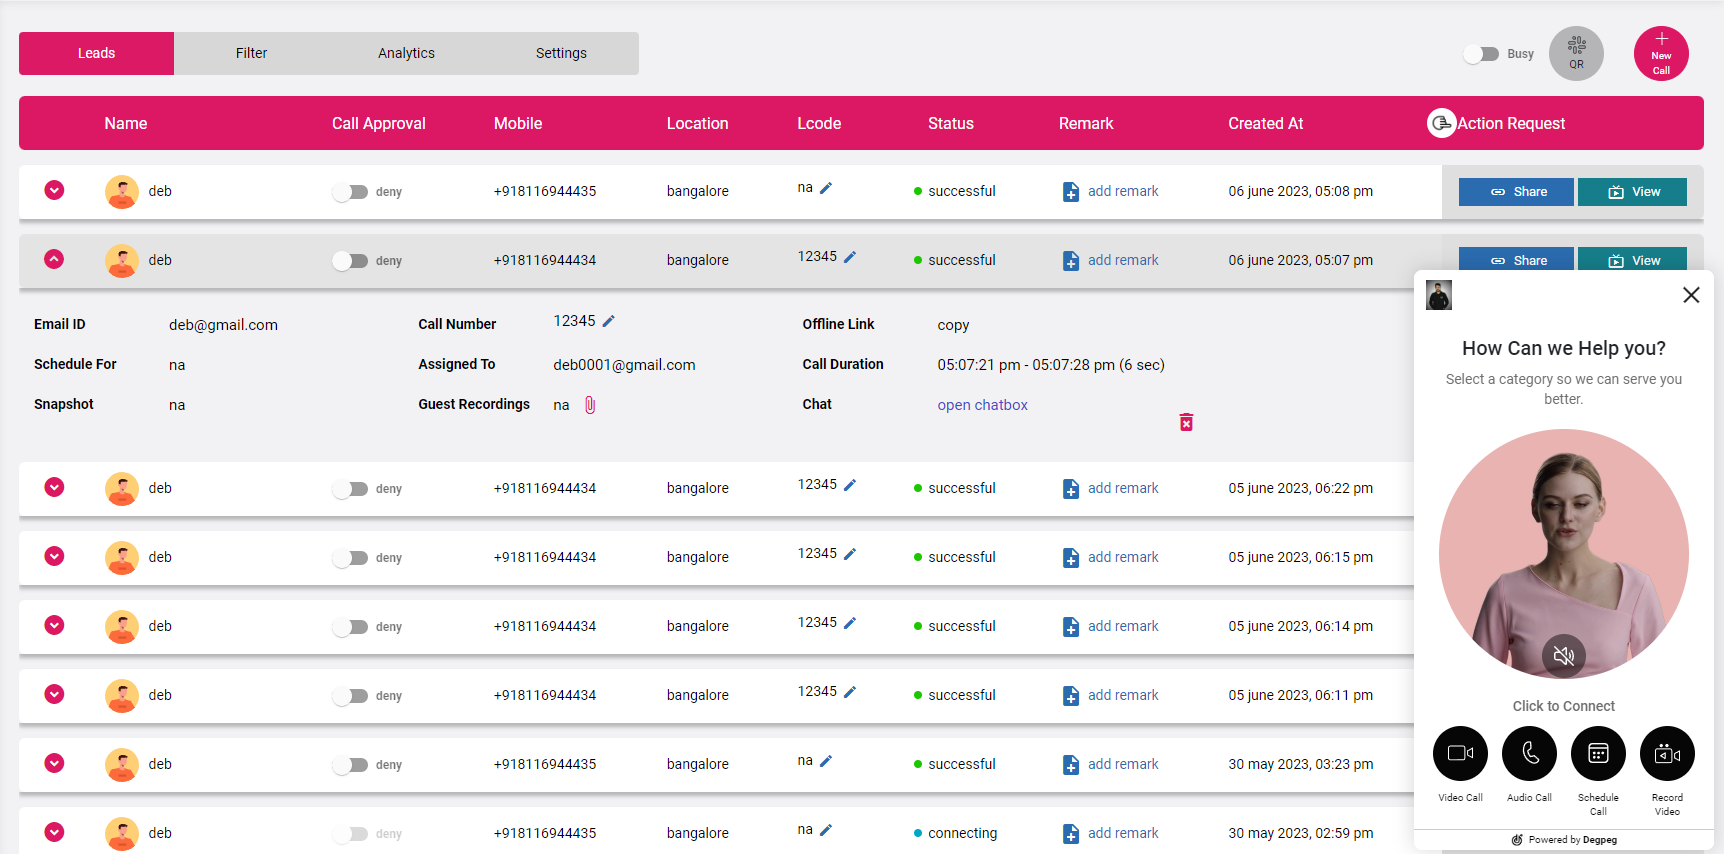 Leads Filter Analytics Settings Busy QR New Call
Name Call Approval Mobile Location Lcode Status Remark Created At Action Request
deb deny +918116944435 bangalore na successful add remark 06 june 2023, 05:08 pm Share View
deb deny +918116944434 bangalore 12345 successful add remark 06 june 2023, 05:07 pm Share View
Email ID deb@gmail.com Call Number 12345 Offline Link copy
Schedule For na Assigned To deb0001@gmail.com Call Duration 05:07:21 pm - 05:07:28 pm (6 sec)
Snapshot na Guest Recordings na Chat open chatbox
deb deny +918116944434 bangalore 12345 successful add remark 05 june 2023, 06:22 pm
deb deny +918116944434 bangalore 12345 successful add remark 05 june 2023, 06:15 pm
deb deny +918116944434 bangalore 12345 successful add remark 05 june 2023, 06:14 pm
deb deny +918116944434 bangalore 12345 successful add remark 05 june 2023, 06:11 pm
deb deny +918116944435 bangalore na successful add remark 30 may 2023, 03:23 pm
deb deny +918116944435 bangalore na connecting add remark 30 may 2023, 02:59 pm
How Can we Help you?
Select a category so we can serve you
better.
Click to Connect
Video Call Audio Call Schedule Call Record Video
Powered by Degpeg